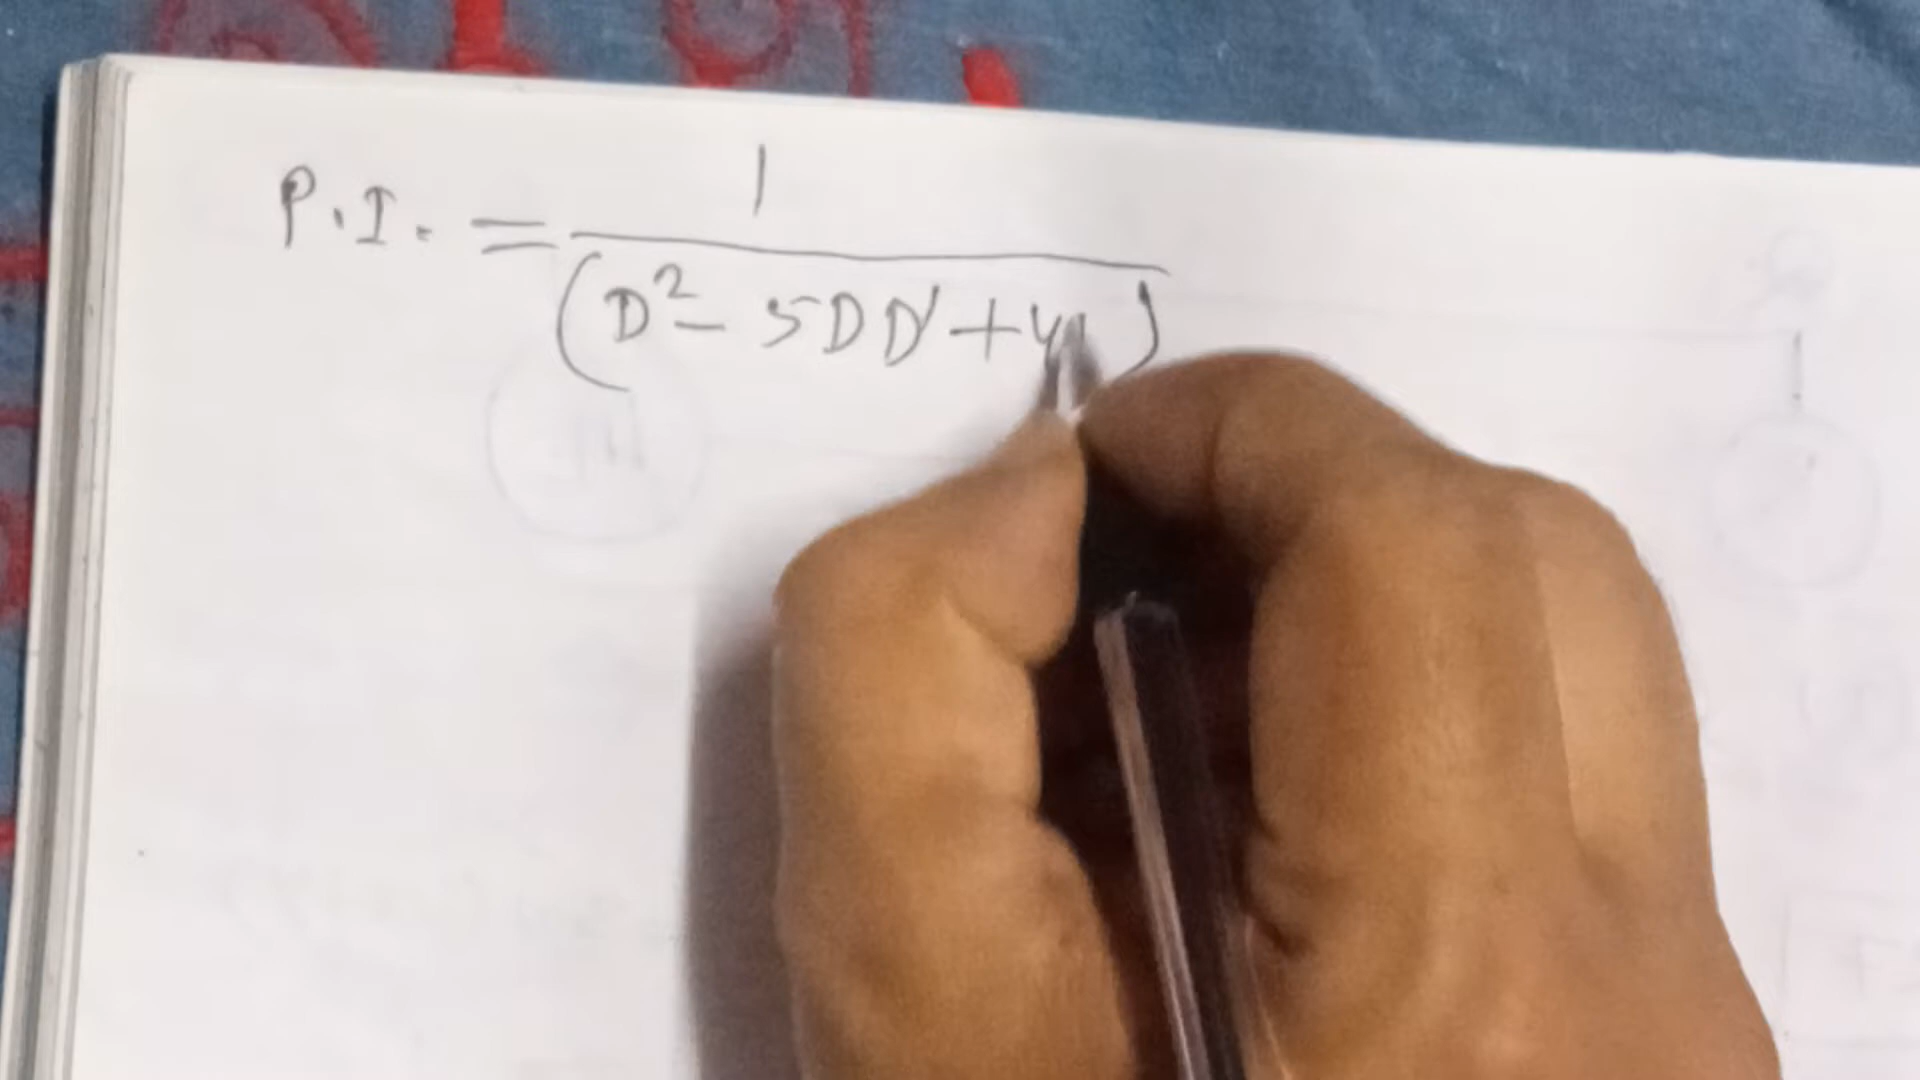 P.I. = 1
(D² - 5DD' + 4 )